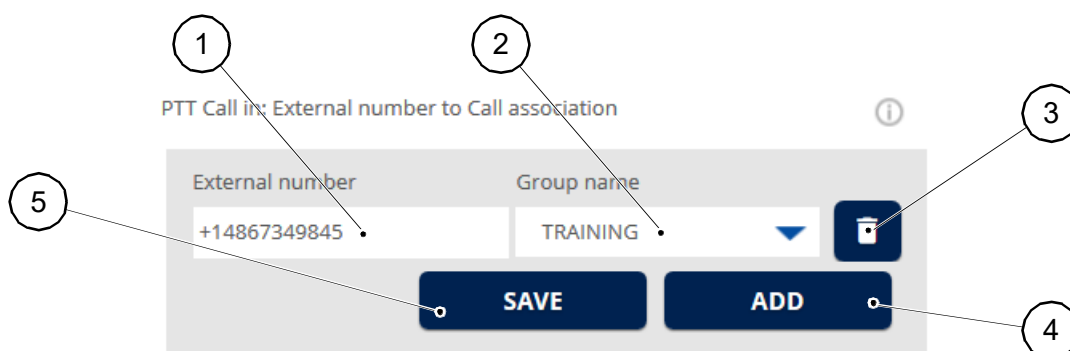 1
2
PTT Call in: External number to Call association
3
External number
Group name
5
+14867349845
TRAINING
SAVE
ADD
4